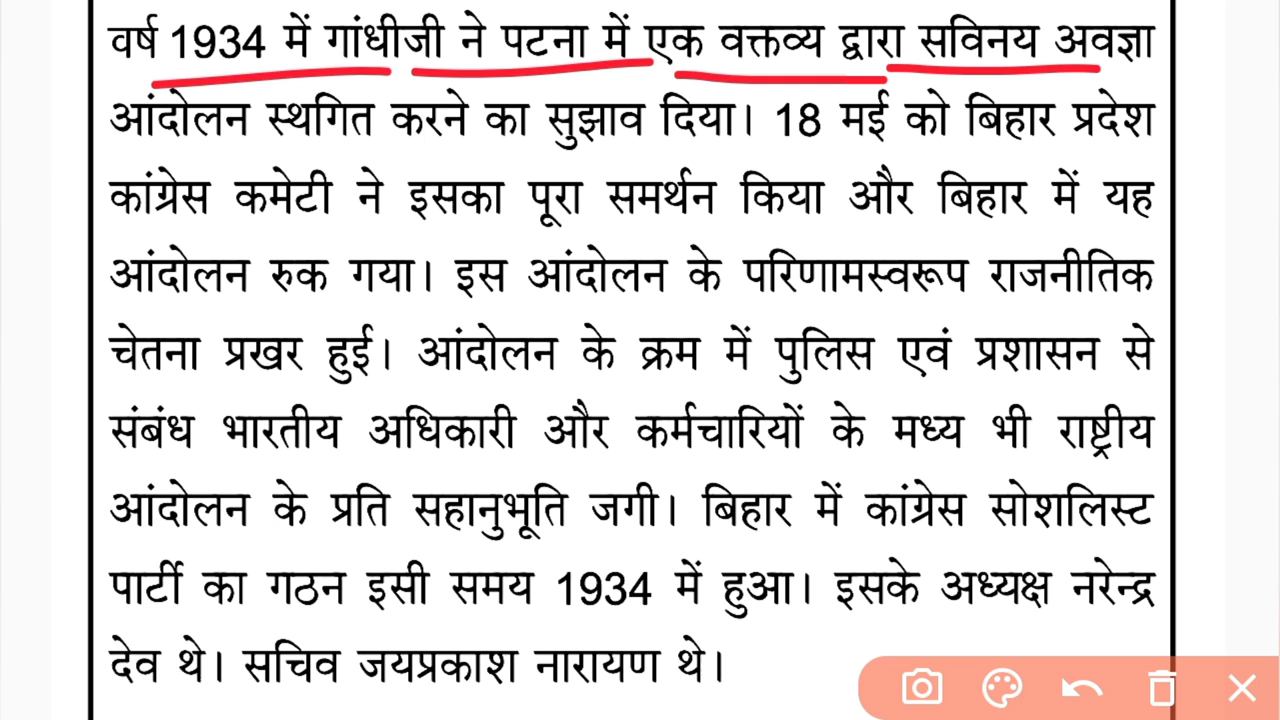 वर्ष 1934 में गांधीजी ने पटना में एक वक्तव्य द्वारा सविनय अवज्ञा
आंदोलन स्थगित करने का सुझाव दिया। 18 मई को बिहार प्रदेश
कांग्रेस कमेटी ने इसका पूरा समर्थन किया और बिहार में यह
आंदोलन रुक गया। इस आंदोलन के परिणामस्वरूप राजनीतिक
चेतना प्रखर हुई। आंदोलन के क्रम में पुलिस एवं प्रशासन से
संबंध भारतीय अधिकारी और कर्मचारियों के मध्य भी राष्ट्रीय
आंदोलन के प्रति सहानुभूति जगी। बिहार में कांग्रेस सोशलिस्ट
पार्टी का गठन इसी समय 1934 में हुआ। इसके अध्यक्ष नरेन्द्र
देव थे। सचिव जयप्रकाश नारायण थे।